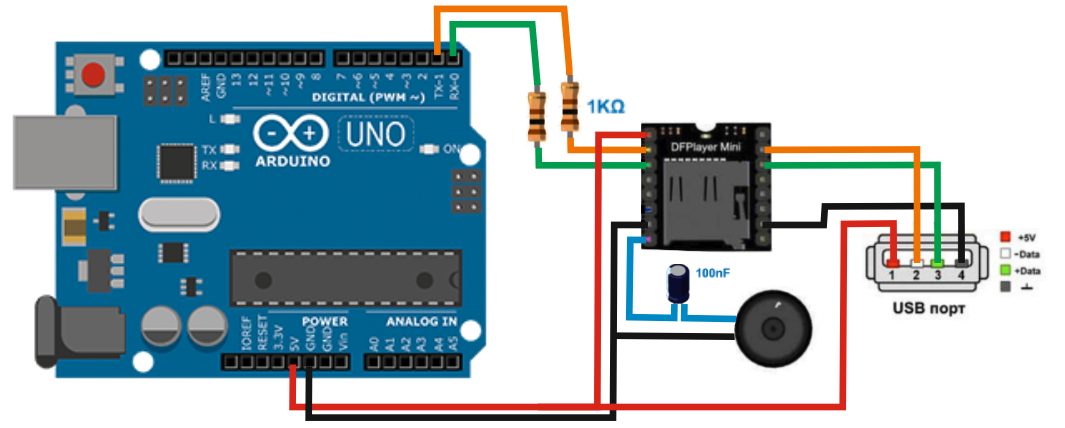 AREF
GND
13
12
~11
~10
~9
8
7
~6
~5
4
~3
2
TX-1
RX-0
DIGITAL (PWM ~)
L
TX
RX
ARDUINO
UNO
ON
1KΩ
DFPlayer Mini
100nF
+5V
-Data
+Data
1 2 3 4
USB порт
POWER
ANALOG IN
IOREF
RESET
3.3V
5V
GND
GND
Vin
A0
A1
A2
A3
A4
A5